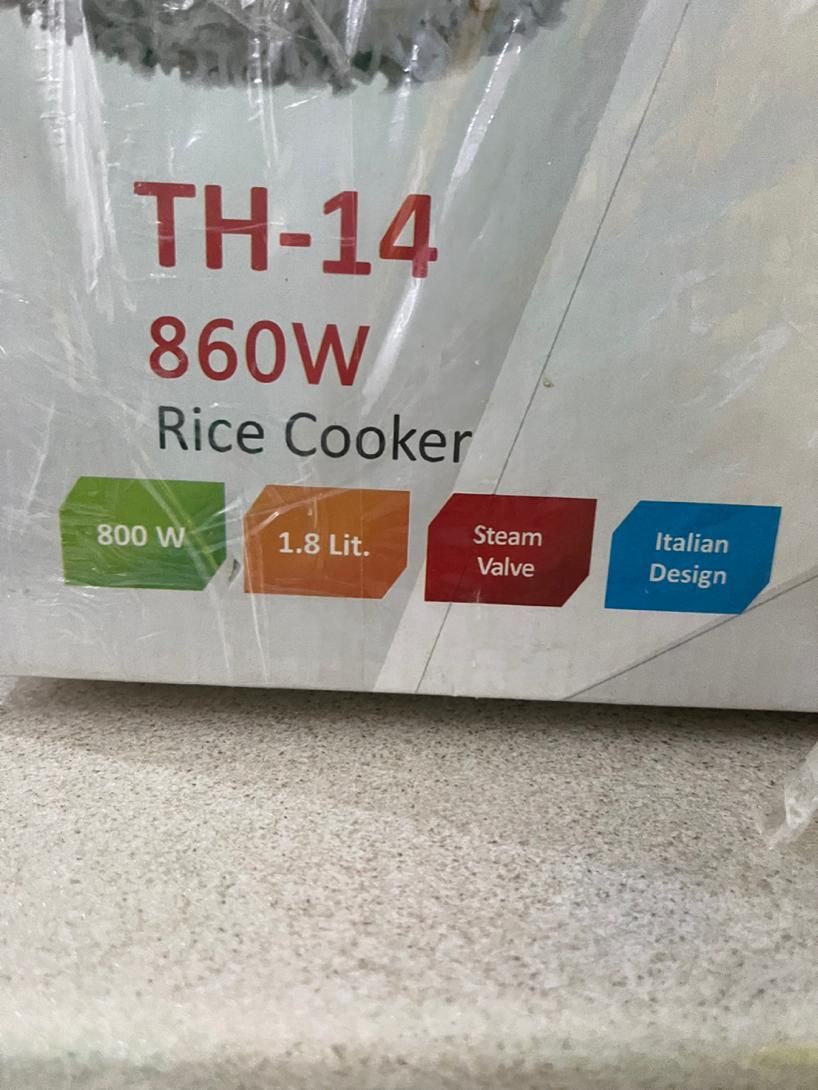 TH-14
860W
Rice Cooker
800 W
1.8 Lit.
Steam
Valve
Italian
Design